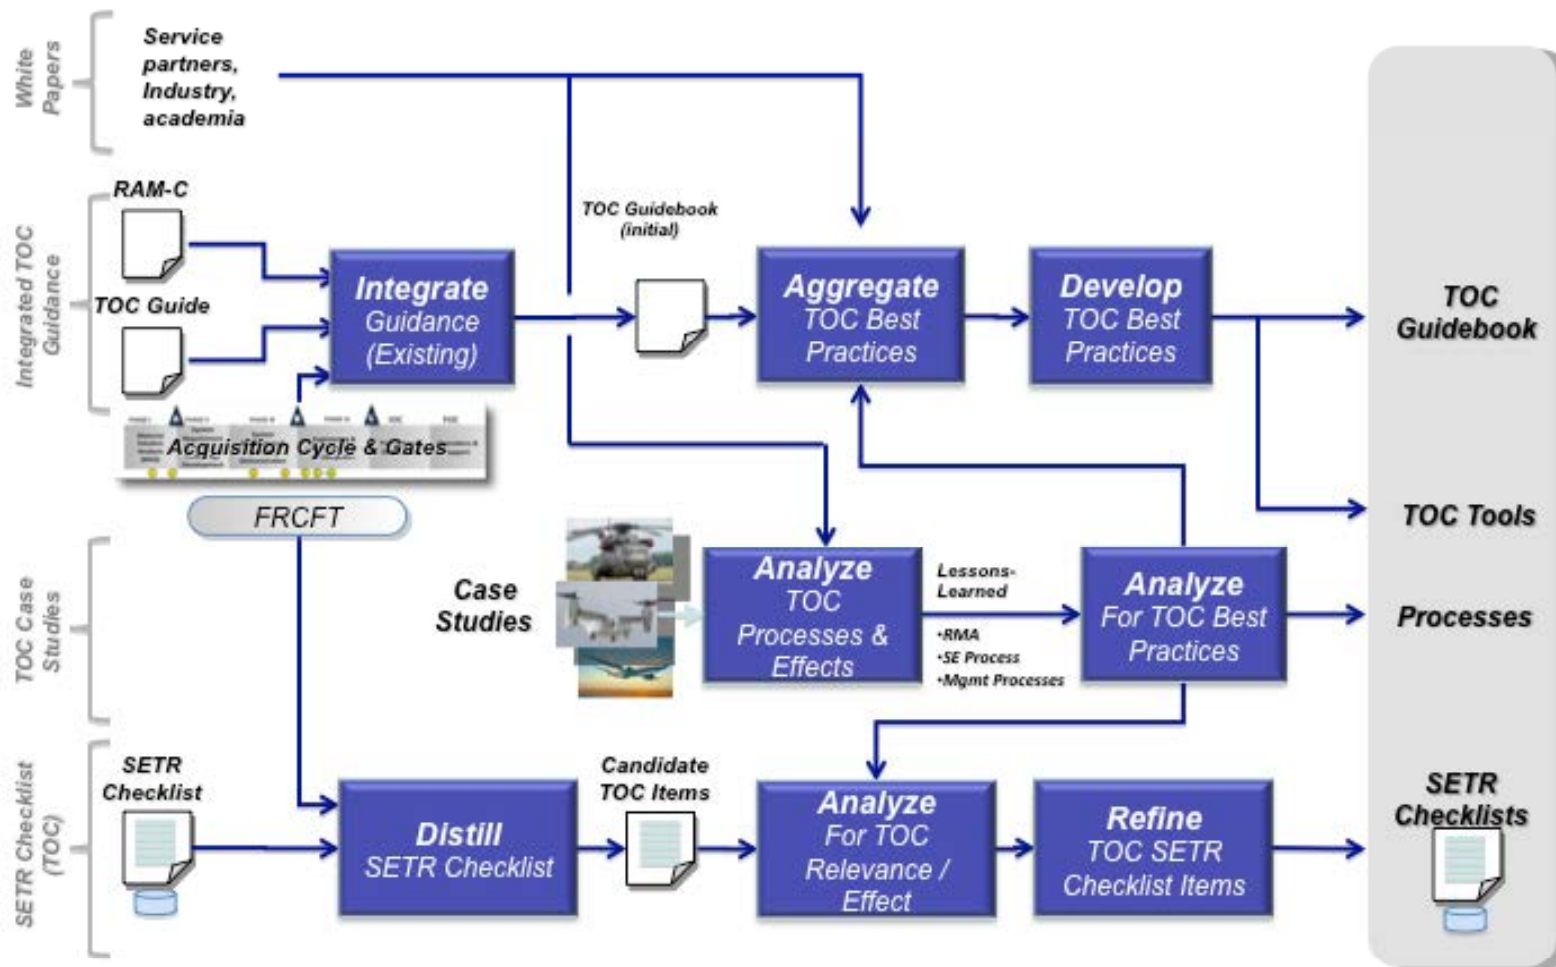 White
Papers
Service
partners,
Industry,
academia
Integrated TOC
Guidance
RAM-C
TOC Guide
Integrate
Guidance
(Existing)
TOC Guidebook
(initial)
Aggregate
TOC Best
Practices
Develop
TOC Best
Practices
TOC
Guidebook
Acquisition Cycle & Gates
FRCFT
TOC Tools
TOC Case
Studies
Case
Studies
Analyze
TOC
Processes &
Effects
Lessons-
Learned
•RMA
•SE Process
•Mgmt Processes
Analyze
For TOC Best
Practices
Processes
SETR Checklist
(TOC)
SETR
Checklist
Distill
SETR Checklist
Candidate
TOC Items
Analyze
For TOC
Relevance /
Effect
Refine
TOC SETR
Checklist Items
SETR
Checklists